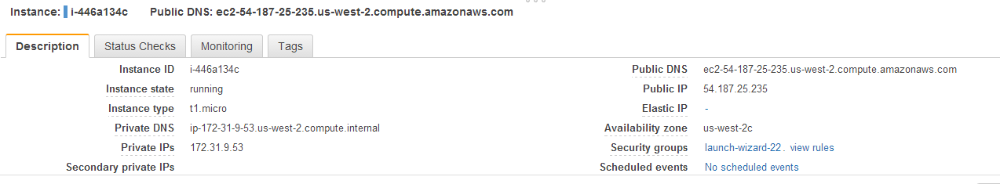 Instance: i-446a134c Public DNS: ec2-54-187-25-235.us-west-2.compute.amazonaws.com
Description Status Checks Monitoring Tags
Instance ID i-446a134c Public DNS ec2-54-187-25-235.us-west-2.compute.amazonaws.com
Instance state running Public IP 54.187.25.235
Instance type t1.micro Elastic IP -
Private DNS ip-172-31-9-53.us-west-2.compute.internal Availability zone us-west-2c
Private IPs 172.31.9.53 Security groups launch-wizard-22. view rules
Secondary private IPs Scheduled events No scheduled events